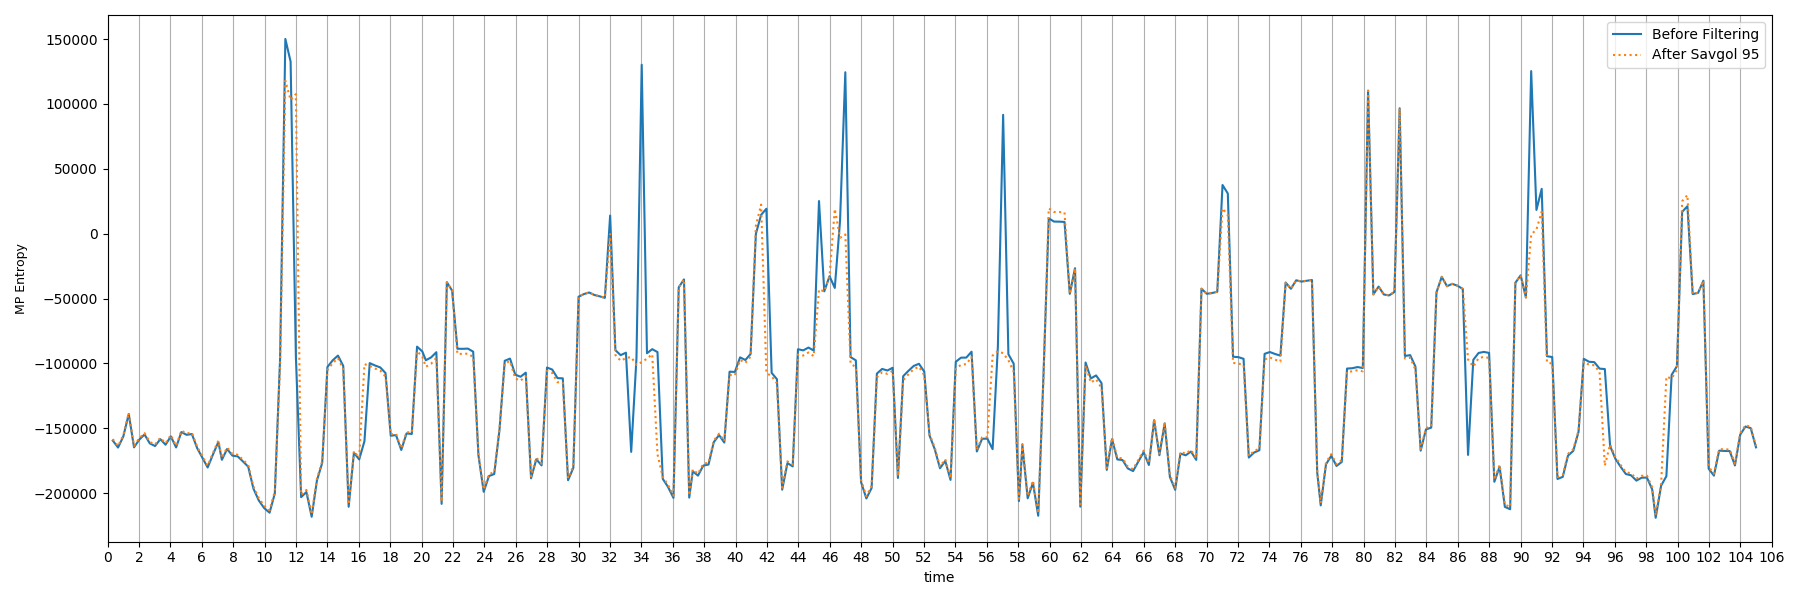 Before Filtering
After Savgol 95
MP Entropy
150000
100000
50000
0
−50000
−100000
−150000
−200000
0 2 4 6 8 10 12 14 16 18 20 22 24 26 28 30 32 34 36 38 40 42 44 46 48 50 52 54 56 58 60 62 64 66 68 70 72 74 76 78 80 82 84 86 88 90 92 94 96 98 100 102 104 106
time